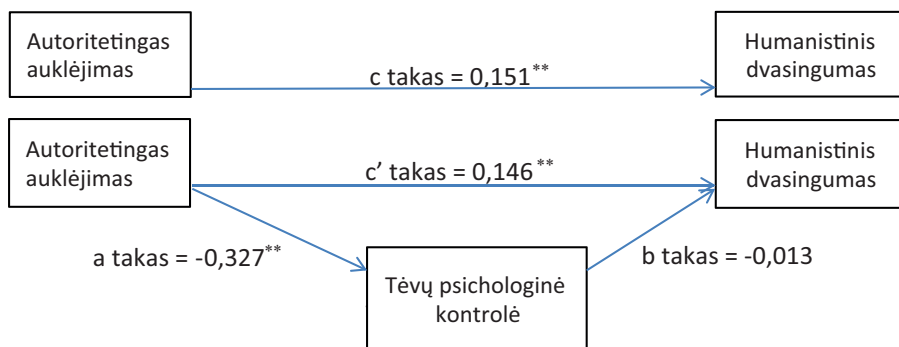 Autoritetingas
auklėjimas
c takas = 0,151**
Humanistinis
dvasingumas
Autoritetingas
auklėjimas
c’ takas = 0,146**
Humanistinis
dvasingumas
a takas = -0,327**
b takas = -0,013
Tėvų psichologinė
kontrolė